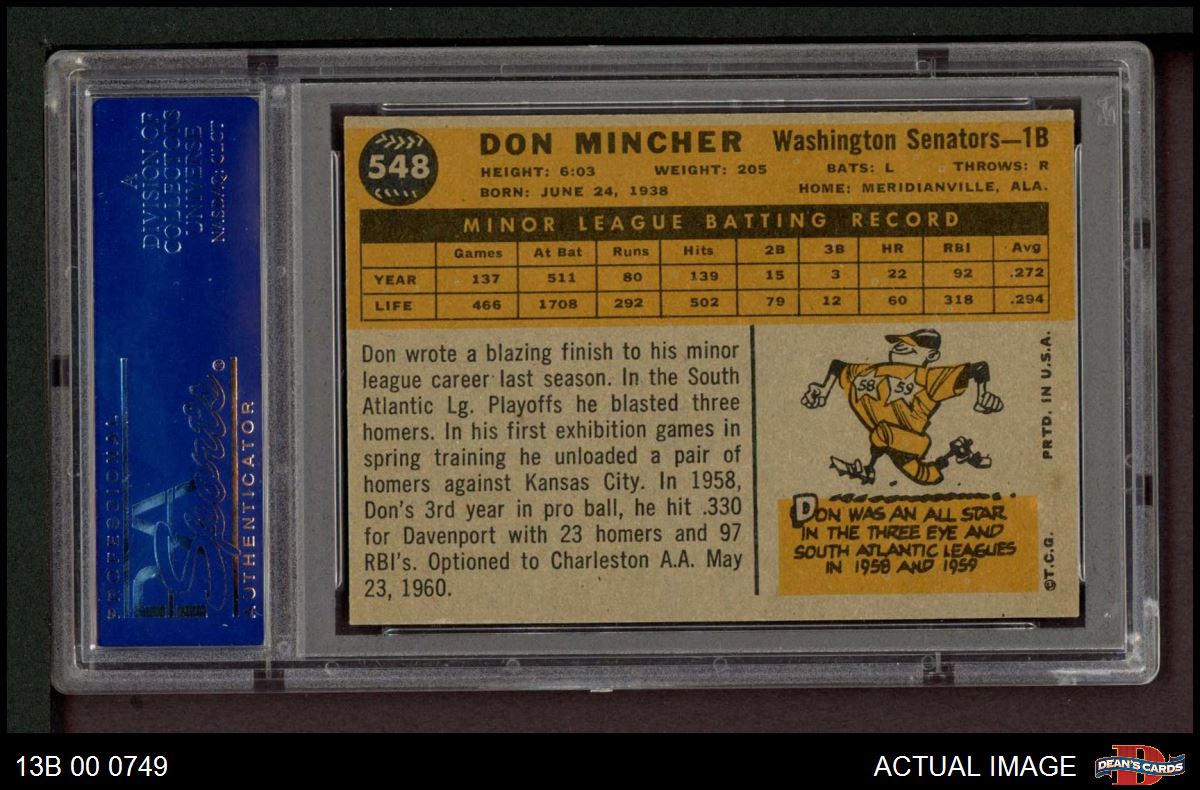 A
DIVISION OF
COLLECTORS
UNIVERSE
NASDAQ: CLCT
PROFESSIONAL
PSA
Sports®
AUTHENTICATOR
548
DON MINCHER Washington Senators—1B
HEIGHT: 6:03 WEIGHT: 205 BATS: L THROWS: R
BORN: JUNE 24, 1938 HOME: MERIDIANVILLE, ALA.
MINOR LEAGUE BATTING RECORD
Games At Bat Runs Hits 2B 3B HR RBI Avg
YEAR 137 511 80 139 15 3 22 92 .272
LIFE 466 1708 292 502 79 12 60 318 .294
Don wrote a blazing finish to his minor
league career last season. In the South
Atlantic Lg. Playoffs he blasted three
homers. In his first exhibition games in
spring training he unloaded a pair of
homers against Kansas City. In 1958,
Don's 3rd year in pro ball, he hit .330
for Davenport with 23 homers and 97
RBI's. Optioned to Charleston A.A. May
23, 1960.
58 59
DON WAS AN ALL STAR
IN THE THREE EYE AND
SOUTH ATLANTIC LEAGUES
IN 1958 AND 1959
©T.C.G. PRTD. IN U.S.A.
13B 00 0749
ACTUAL IMAGE
DEAN'S CARDS